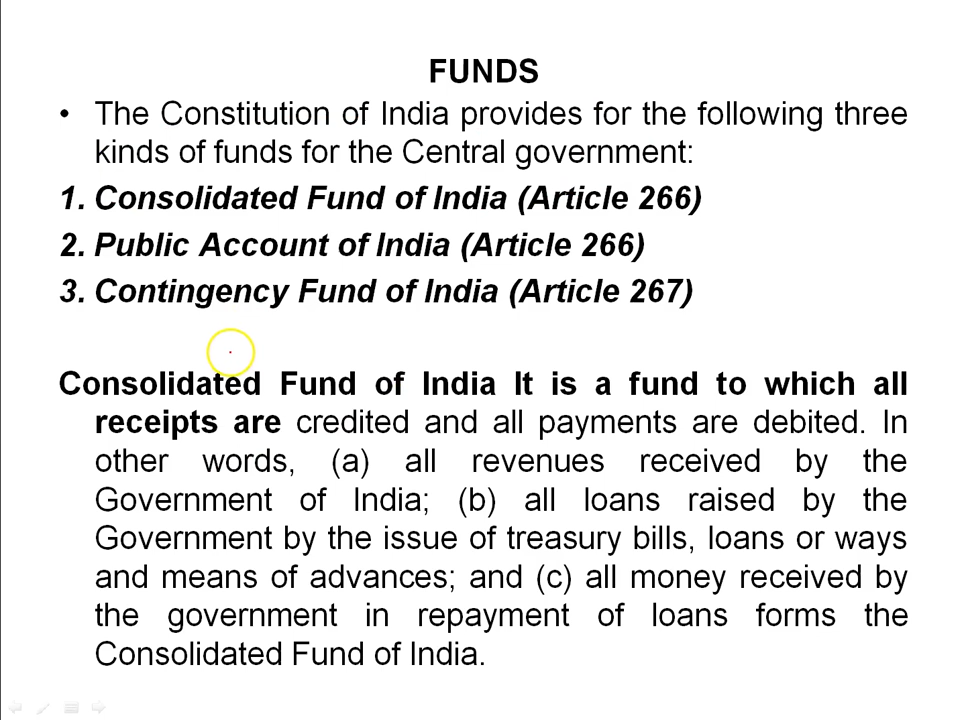 FUNDS
• The Constitution of India provides for the following three
kinds of funds for the Central government:
1. Consolidated Fund of India (Article 266)
2. Public Account of India (Article 266)
3. Contingency Fund of India (Article 267)
Consolidated Fund of India It is a fund to which all
receipts are credited and all payments are debited. In
other words, (a) all revenues received by the
Government of India; (b) all loans raised by the
Government by the issue of treasury bills, loans or ways
and means of advances; and (c) all money received by
the government in repayment of loans forms the
Consolidated Fund of India.